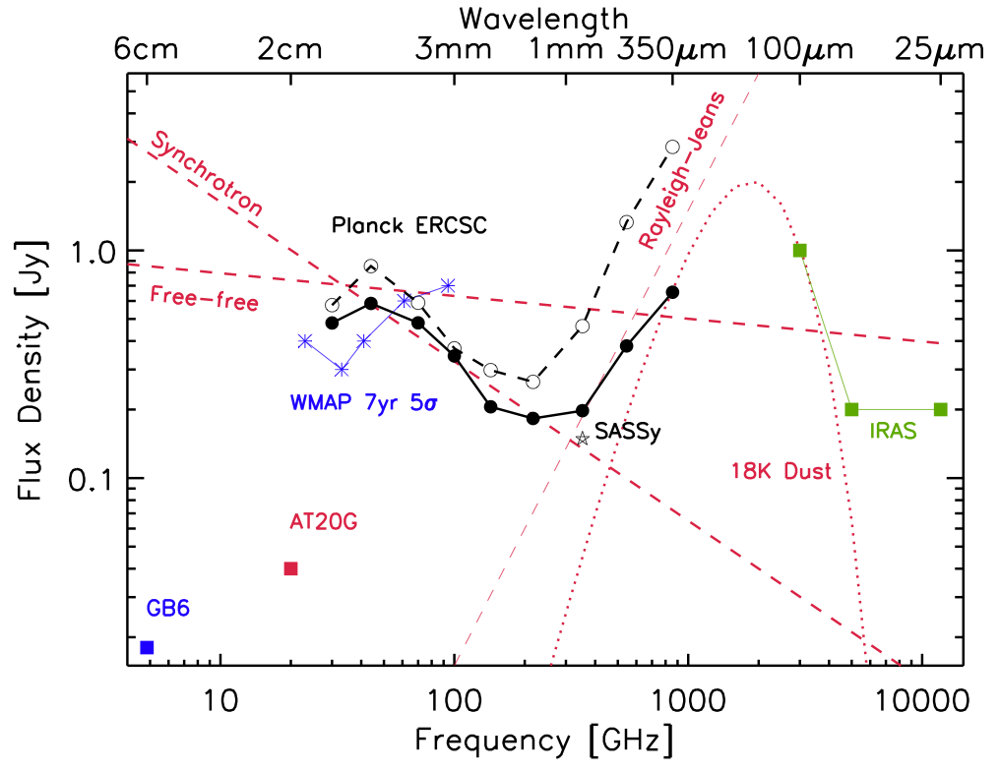 Wavelength
6cm 2cm 3mm 1mm 350μm 100μm 25μm
Synchrotron
Rayleigh-Jeans
Planck ERCSC
1.0
Free-free
WMAP 7yr 5σ
SASSy
IRAS
18K Dust
0.1
AT20G
GB6
Flux Density [Jy]
10 100 1000 10000
Frequency [GHz]